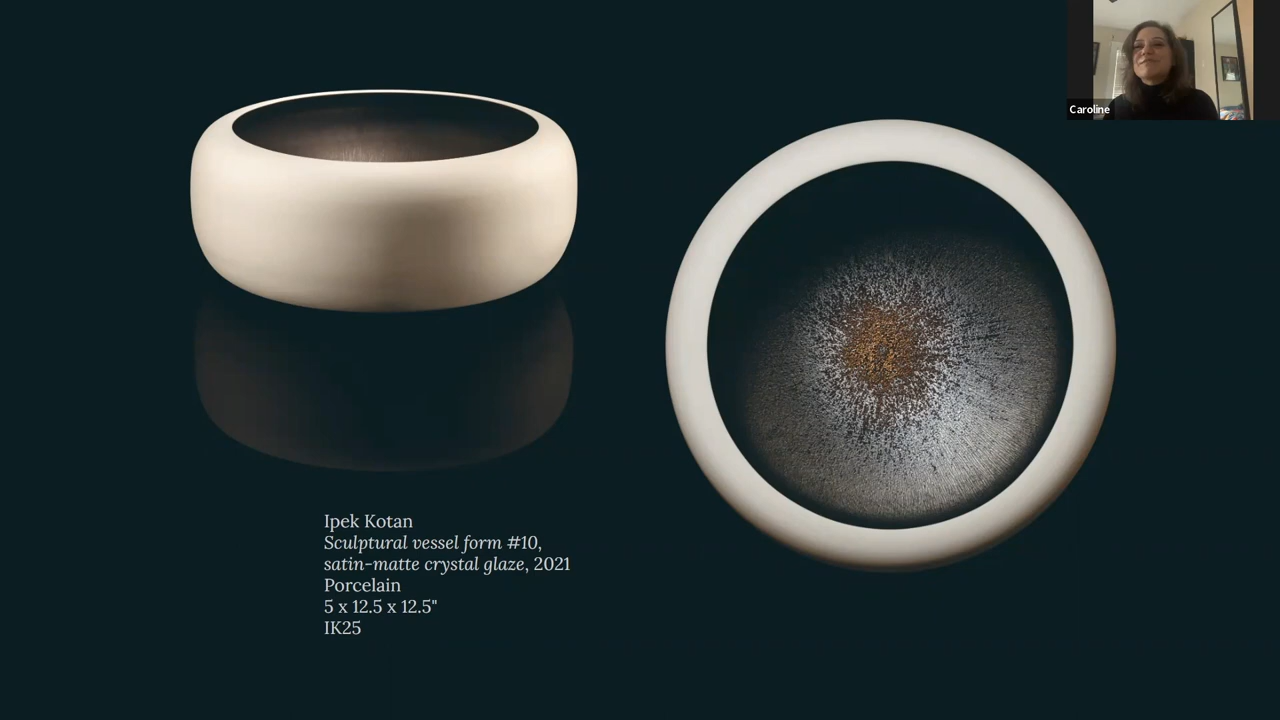 Caroline
Ipek Kotan
Sculptural vessel form #10,
satin-matte crystal glaze, 2021
Porcelain
5 x 12.5 x 12.5"
IK25